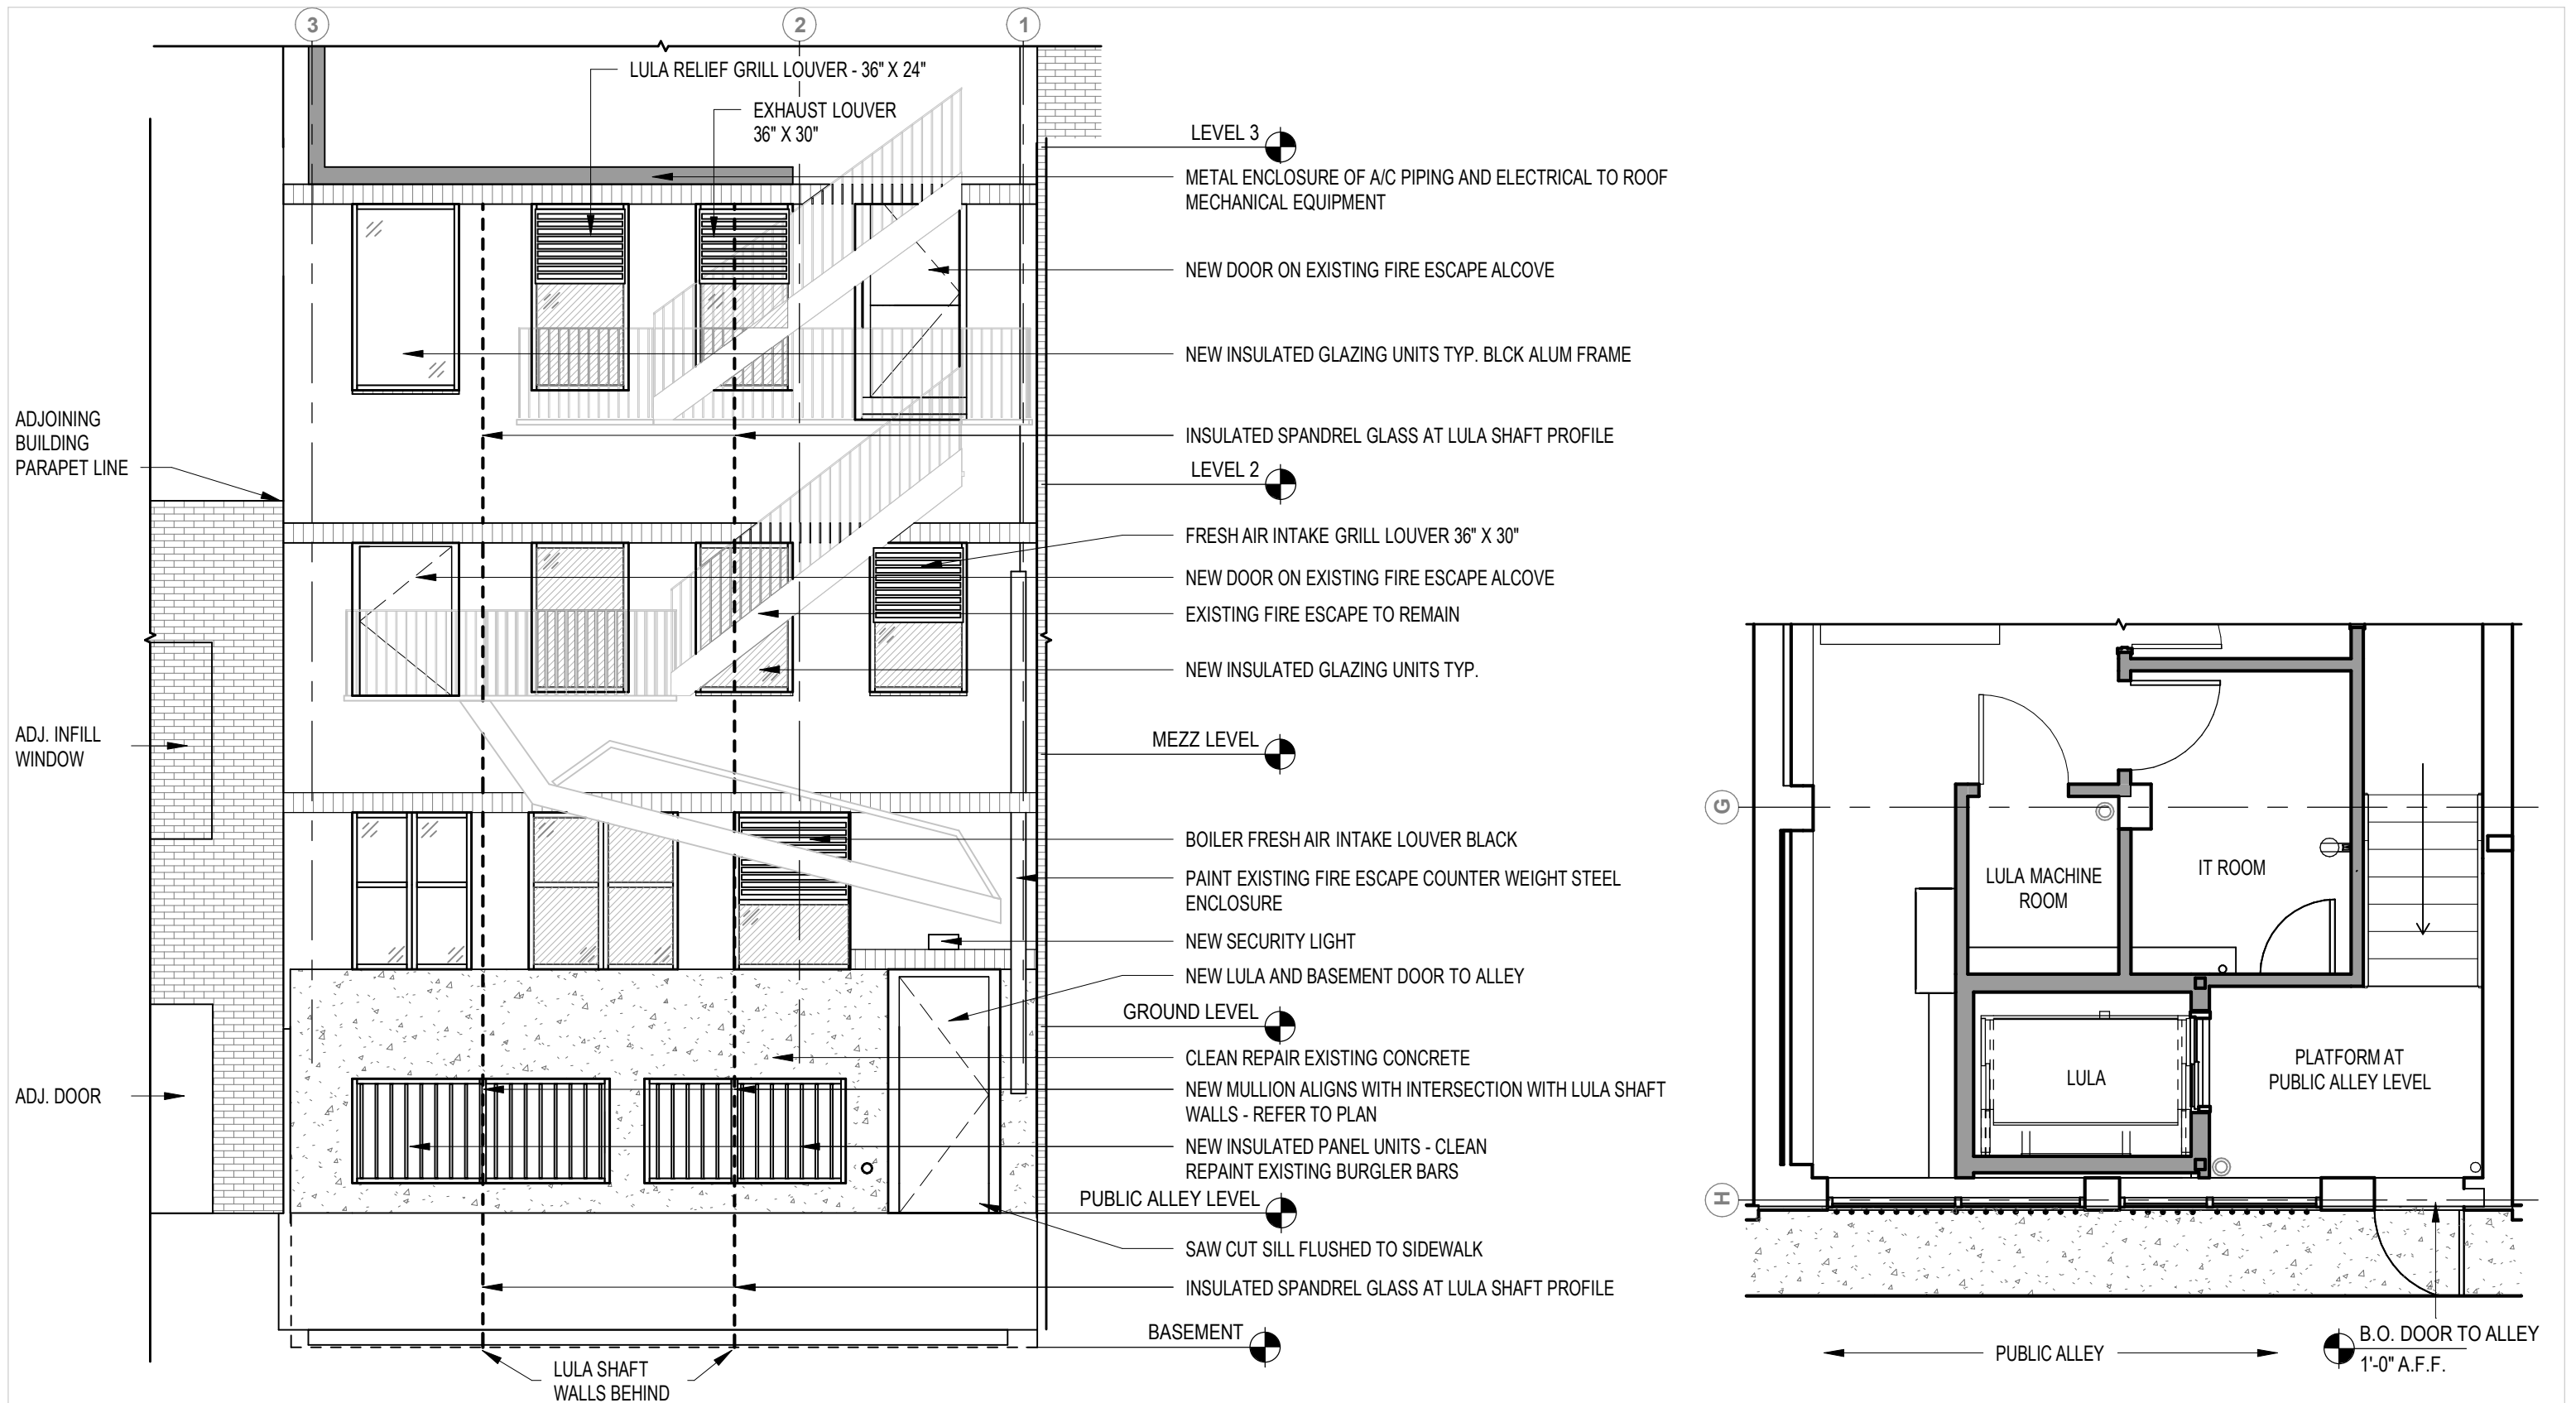 3
2
1
LULA RELIEF GRILL LOUVER - 36" X 24"
EXHAUST LOUVER
36" X 30"
LEVEL 3
METAL ENCLOSURE OF A/C PIPING AND ELECTRICAL TO ROOF
MECHANICAL EQUIPMENT
NEW DOOR ON EXISTING FIRE ESCAPE ALCOVE
NEW INSULATED GLAZING UNITS TYP. BLCK ALUM FRAME
ADJOINING
BUILDING
PARAPET LINE
INSULATED SPANDREL GLASS AT LULA SHAFT PROFILE
LEVEL 2
FRESH AIR INTAKE GRILL LOUVER 36" X 30"
NEW DOOR ON EXISTING FIRE ESCAPE ALCOVE
EXISTING FIRE ESCAPE TO REMAIN
NEW INSULATED GLAZING UNITS TYP.
ADJ. INFILL
WINDOW
MEZZ LEVEL
BOILER FRESH AIR INTAKE LOUVER BLACK
PAINT EXISTING FIRE ESCAPE COUNTER WEIGHT STEEL
ENCLOSURE
NEW SECURITY LIGHT
NEW LULA AND BASEMENT DOOR TO ALLEY
GROUND LEVEL
CLEAN REPAIR EXISTING CONCRETE
ADJ. DOOR
NEW MULLION ALIGNS WITH INTERSECTION WITH LULA SHAFT
WALLS - REFER TO PLAN
NEW INSULATED PANEL UNITS - CLEAN
REPAINT EXISTING BURGLER BARS
PUBLIC ALLEY LEVEL
SAW CUT SILL FLUSHED TO SIDEWALK
INSULATED SPANDREL GLASS AT LULA SHAFT PROFILE
BASEMENT
LULA SHAFT
WALLS BEHIND
G
LULA MACHINE
ROOM
IT ROOM
LULA
PLATFORM AT
PUBLIC ALLEY LEVEL
H
PUBLIC ALLEY
B.O. DOOR TO ALLEY
1'-0" A.F.F.